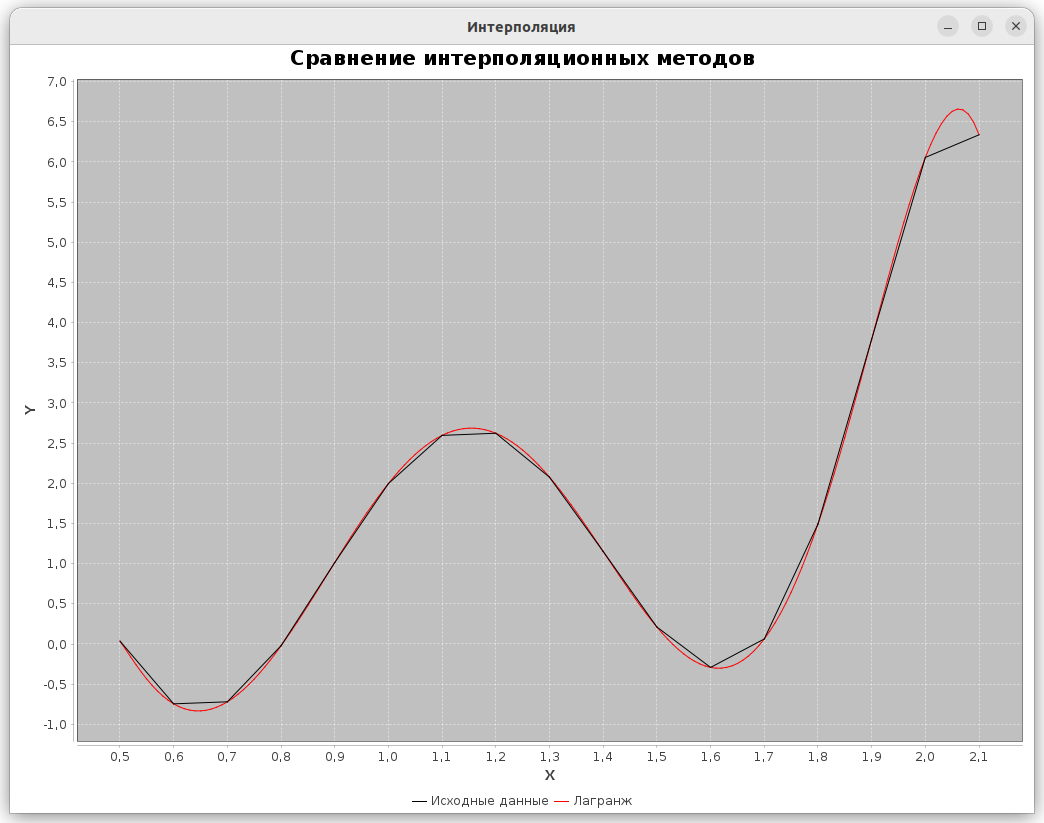 Интерполяция
Сравнение интерполяционных методов
7,0
6,5
6,0
5,5
5,0
4,5
4,0
3,5
3,0
2,5
2,0
1,5
1,0
0,5
0,0
-0,5
-1,0
Y
0,5 0,6 0,7 0,8 0,9 1,0 1,1 1,2 1,3 1,4 1,5 1,6 1,7 1,8 1,9 2,0 2,1
X
Исходные данные Лагранж